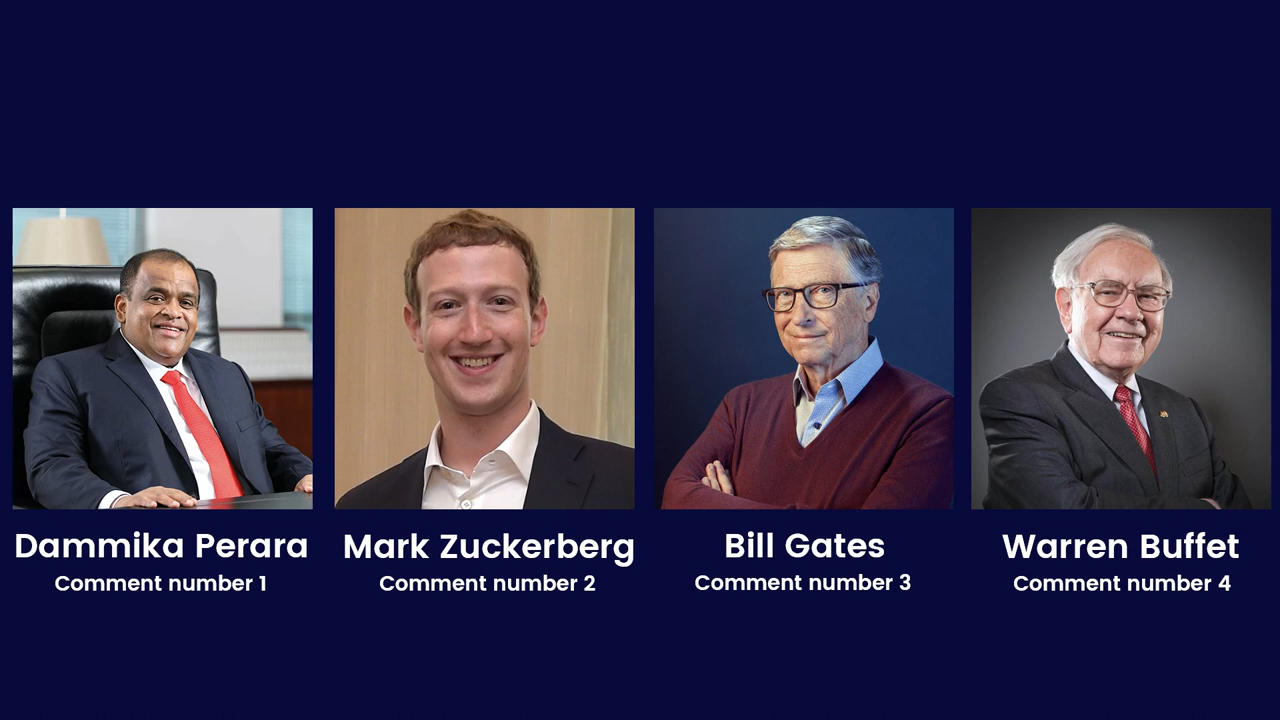 Dammika Perara
Comment number 1
Mark Zuckerberg
Comment number 2
Bill Gates
Comment number 3
Warren Buffet
Comment number 4